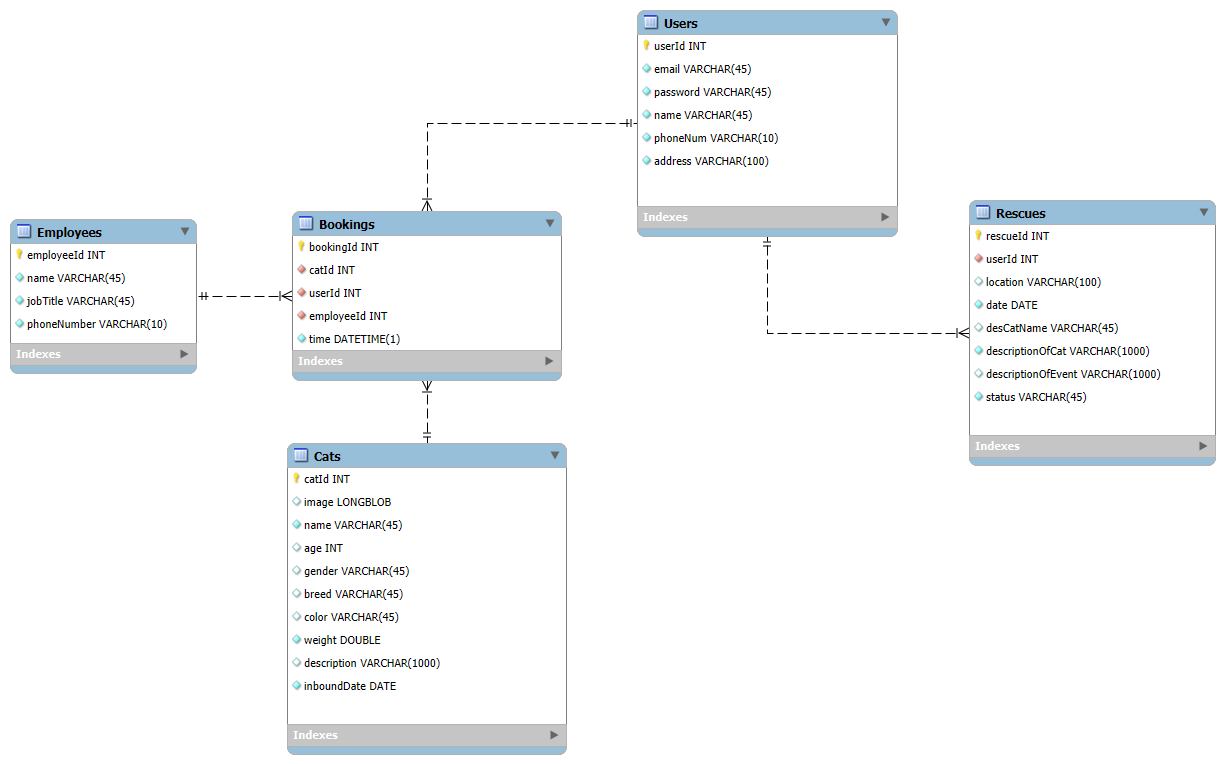 Users
userId INT
email VARCHAR(45)
password VARCHAR(45)
name VARCHAR(45)
phoneNum VARCHAR(10)
address VARCHAR(100)
Indexes
Employees
employeeId INT
name VARCHAR(45)
jobTitle VARCHAR(45)
phoneNumber VARCHAR(10)
Indexes
Bookings
bookingId INT
catId INT
userId INT
employeeId INT
time DATETIME(1)
Indexes
Rescues
rescueId INT
userId INT
location VARCHAR(100)
date DATE
desCatName VARCHAR(45)
descriptionOfCat VARCHAR(1000)
descriptionOfEvent VARCHAR(1000)
status VARCHAR(45)
Indexes
Cats
catId INT
image LONGBLOB
name VARCHAR(45)
age INT
gender VARCHAR(45)
breed VARCHAR(45)
color VARCHAR(45)
weight DOUBLE
description VARCHAR(1000)
inboundDate DATE
Indexes